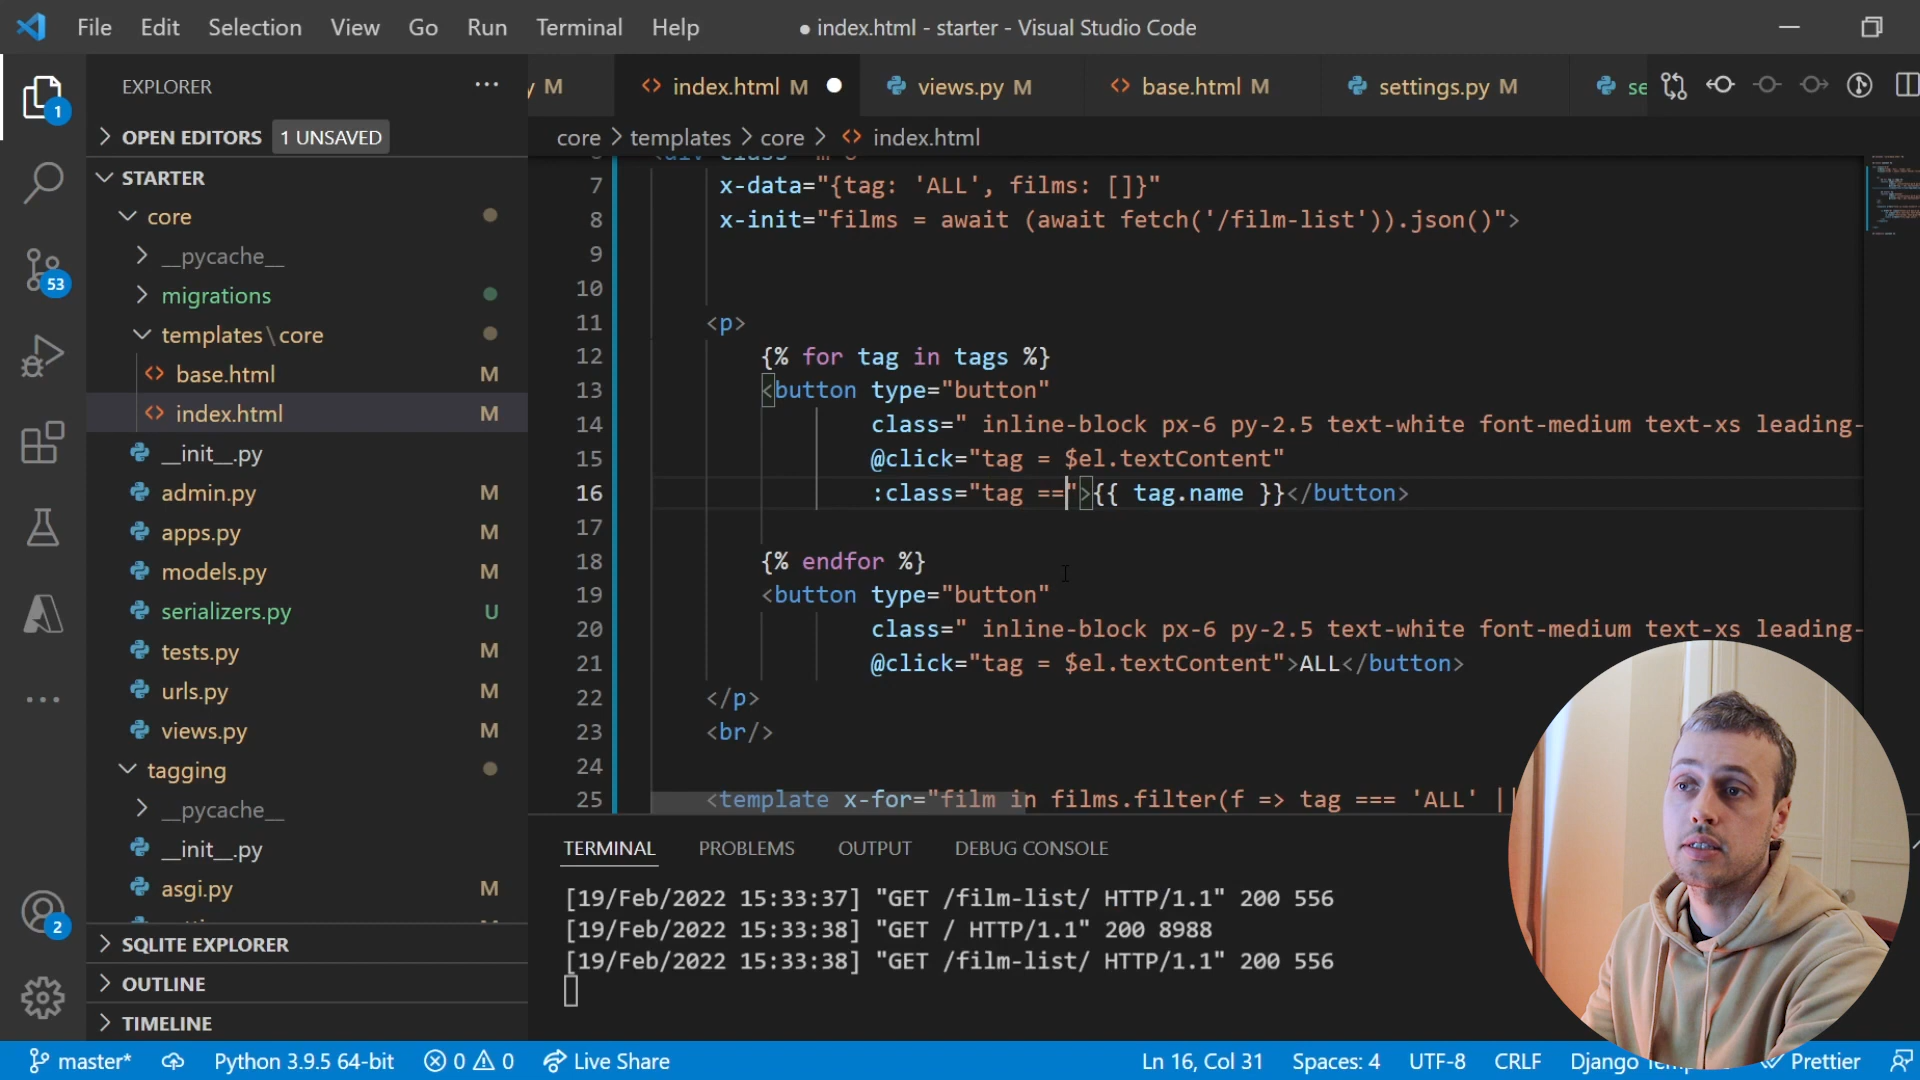 File Edit Selection View Go Run Terminal Help
● index.html - starter - Visual Studio Code
EXPLORER
OPEN EDITORS 1 UNSAVED
STARTER
core
__pycache__
migrations
templates\core
base.html M
index.html M
__init__.py
admin.py M
apps.py M
models.py M
serializers.py U
tests.py M
urls.py M
views.py M
tagging
__pycache__
__init__.py
asgi.py M
SQLITE EXPLORER
OUTLINE
TIMELINE
1
53
2
y M index.html M views.py M base.html M settings.py M se
core > templates > core > index.html
7 x-data="{tag: 'ALL', films: []}"
8 x-init="films = await (await fetch('/film-list')).json()">
9
10
11 <p>
12 {% for tag in tags %}
13 <button type="button"
14 class=" inline-block px-6 py-2.5 text-white font-medium text-xs leading-
15 @click="tag = $el.textContent"
16 :class="tag ==">{{ tag.name }}</button>
17
18 {% endfor %}
19 <button type="button"
20 class=" inline-block px-6 py-2.5 text-white font-medium text-xs leading-
21 @click="tag = $el.textContent">ALL</button>
22 </p>
23 <br/>
24
25 <template x-for="film in films.filter(f => tag === 'ALL' ||
TERMINAL PROBLEMS OUTPUT DEBUG CONSOLE
[19/Feb/2022 15:33:37] "GET /film-list/ HTTP/1.1" 200 556
[19/Feb/2022 15:33:38] "GET / HTTP/1.1" 200 8988
[19/Feb/2022 15:33:38] "GET /film-list/ HTTP/1.1" 200 556
master* Python 3.9.5 64-bit 0 0 Live Share Ln 16, Col 31 Spaces: 4 UTF-8 CRLF Django Prettier